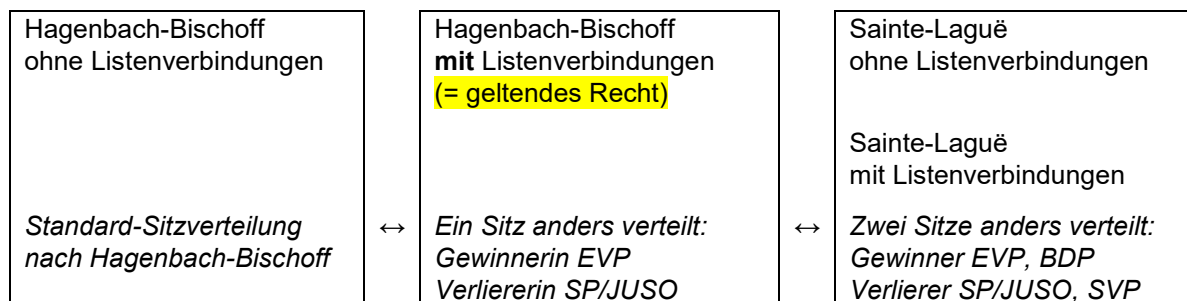 Hagenbach-Bischoff
ohne Listenverbindungen
Standard-Sitzverteilung
nach Hagenbach-Bischoff
↔
Hagenbach-Bischoff
mit Listenverbindungen
(= geltendes Recht)
Ein Sitz anders verteilt:
Gewinnerin EVP
Verliererin SP/JUSO
↔
Sainte-Laguë
ohne Listenverbindungen
Sainte-Laguë
mit Listenverbindungen
Zwei Sitze anders verteilt:
Gewinner EVP, BDP
Verlierer SP/JUSO, SVP